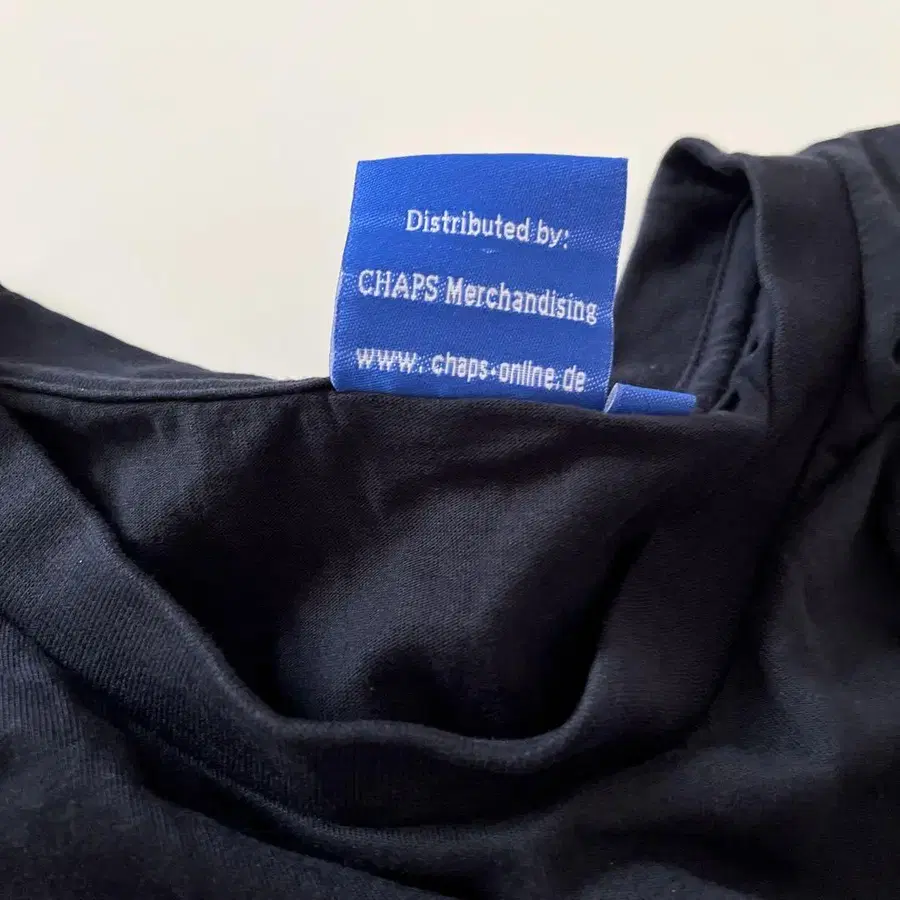 Distributed by:
CHAPS Merchandising
www.chaps-online.de